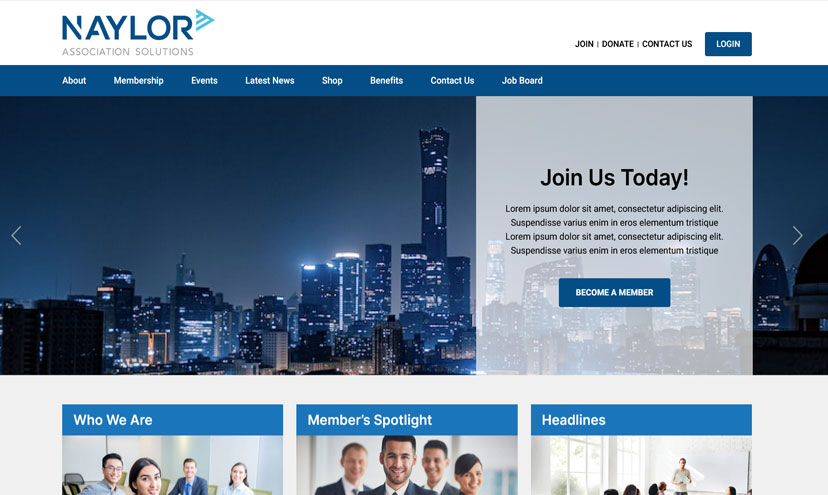 NAYLOR
ASSOCIATION SOLUTIONS
JOIN | DONATE | CONTACT US LOGIN
About Membership Events Latest News Shop Benefits Contact Us Job Board
Join Us Today!
Lorem ipsum dolor sit amet, consectetur adipiscing elit.
Suspendisse varius enim in eros elementum tristique
Lorem ipsum dolor sit amet, consectetur adipiscing elit.
Suspendisse varius enim in eros elementum tristique
BECOME A MEMBER
Who We Are Member’s Spotlight Headlines